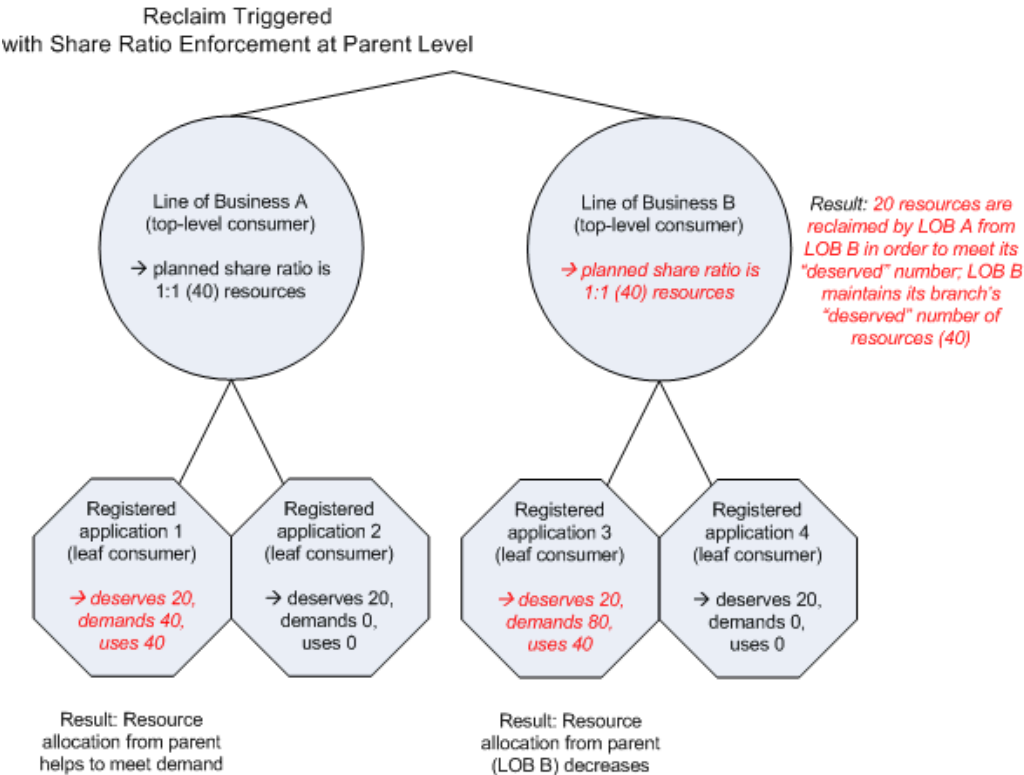 Reclaim Triggered
with Share Ratio Enforcement at Parent Level
Line of Business A
(top-level consumer)
→ planned share ratio is
1:1 (40) resources
Line of Business B
(top-level consumer)
→ planned share ratio is
1:1 (40) resources
Result: 20 resources are
reclaimed by LOB A from
LOB B in order to meet its
“deserved” number; LOB B
maintains its branch’s
“deserved” number of
resources (40)
Registered
application 1
(leaf consumer)
→ deserves 20,
demands 40,
uses 40
Registered
application 2
(leaf consumer)
→ deserves 20,
demands 0,
uses 0
Registered
application 3
(leaf consumer)
→ deserves 20,
demands 80,
uses 40
Registered
application 4
(leaf consumer)
→ deserves 20,
demands 0,
uses 0
Result: Resource
allocation from parent
helps to meet demand
Result: Resource
allocation from parent
(LOB B) decreases